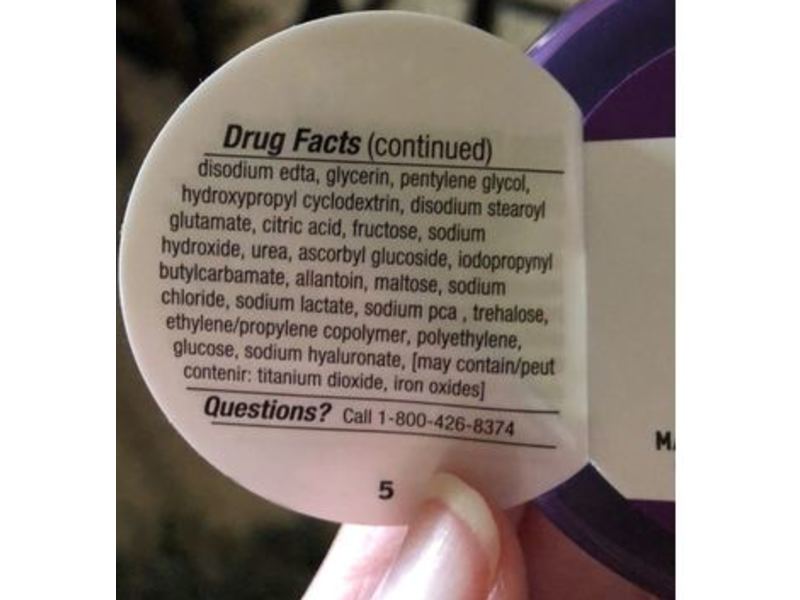 Drug Facts (continued)
disodium edta, glycerin, pentylene glycol,
hydroxypropyl cyclodextrin, disodium stearoyl
glutamate, citric acid, fructose, sodium
hydroxide, urea, ascorbyl glucoside, iodopropynyl
butylcarbamate, allantoin, maltose, sodium
chloride, sodium lactate, sodium pca , trehalose,
ethylene/propylene copolymer, polyethylene,
glucose, sodium hyaluronate, [may contain/peut
contenir: titanium dioxide, iron oxides]
Questions? Call 1-800-426-8374
5